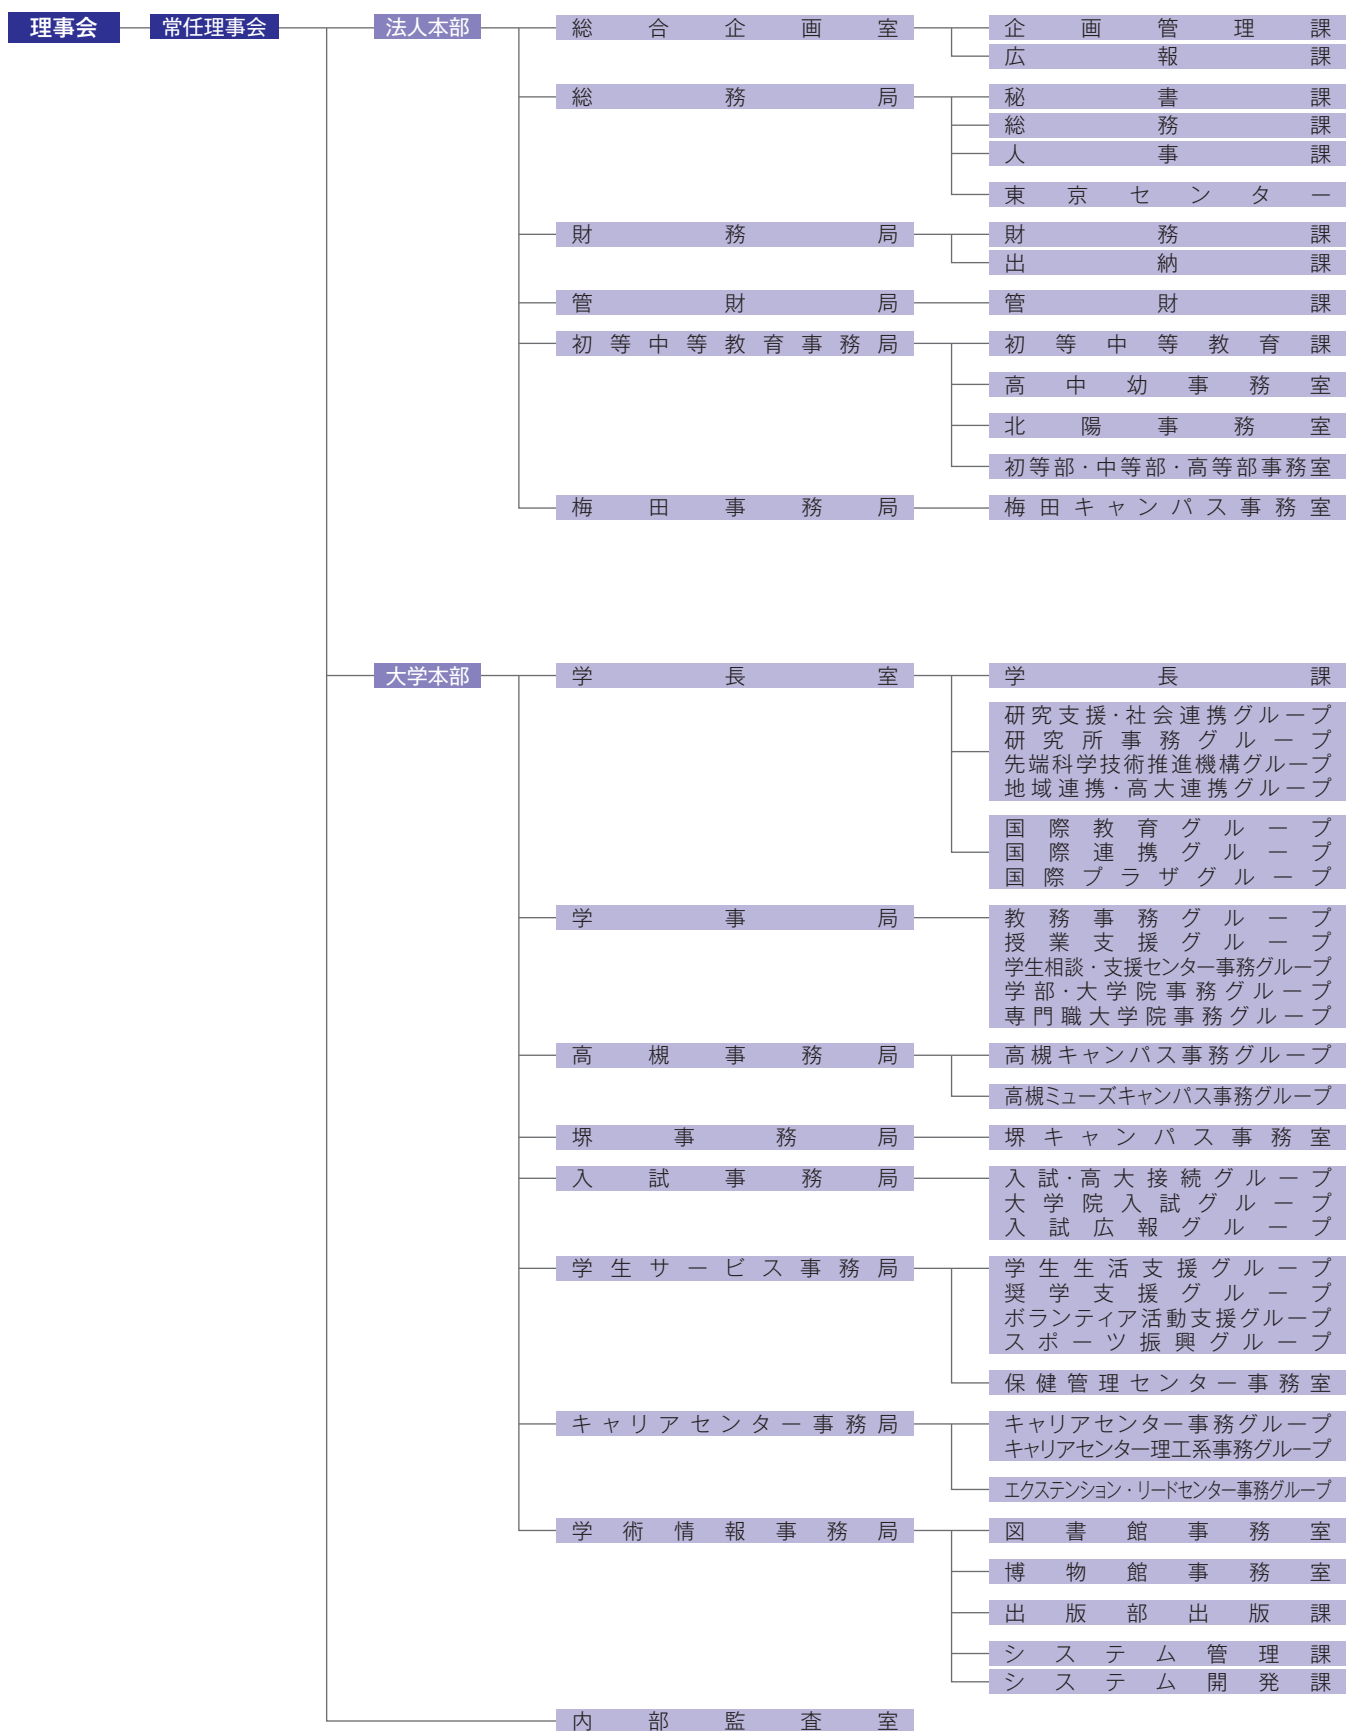 理事会
常任理事会
法人本部
総合企画室
企画管理課
広報課
総務局
秘書課
総務課
人事課
東京センター
財務局
財務課
出納課
管財局
管財課
初等中等教育事務局
初等中等教育課
高中幼事務室
北陽事務室
初等部・中等部・高等部事務室
梅田事務局
梅田キャンパス事務室
大学本部
学長室
学長課
研究支援・社会連携グループ
研究所事務グループ
先端科学技術推進機構グループ
地域連携・高大連携グループ
国際教育グループ
国際連携グループ
国際プラザグループ
学事局
教務事務グループ
授業支援グループ
学生相談・支援センター事務グループ
学部・大学院事務グループ
専門職大学院事務グループ
高槻事務局
高槻キャンパス事務グループ
高槻ミューズキャンパス事務グループ
堺事務局
堺キャンパス事務室
入試事務局
入試・高大接続グループ
大学院入試グループ
入試広報グループ
学生サービス事務局
学生生活支援グループ
奨学支援グループ
ボランティア活動支援グループ
スポーツ振興グループ
保健管理センター事務室
キャリアセンター事務局
キャリアセンター事務グループ
キャリアセンター理工系事務グループ
エクステンション・リードセンター事務グループ
学術情報事務局
図書館事務室
博物館事務室
出版部出版課
システム管理課
システム開発課
内部監査室